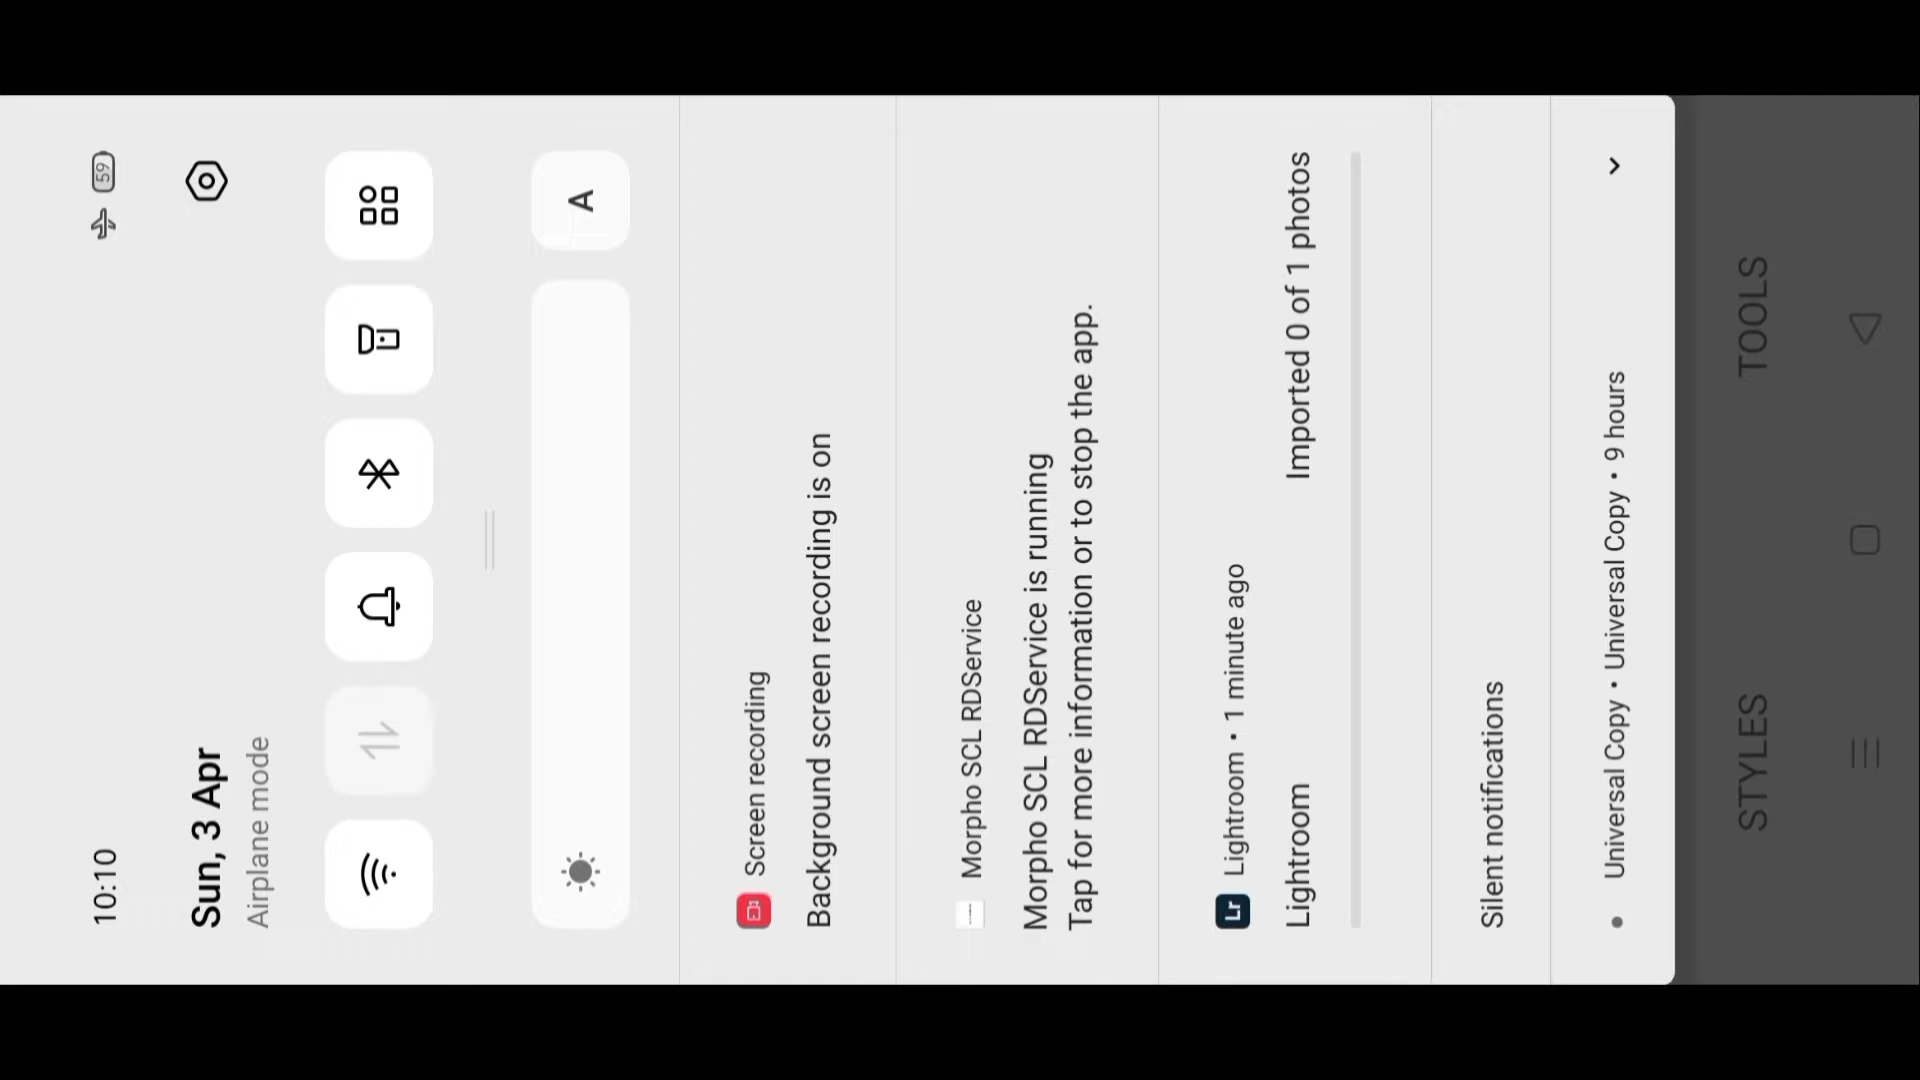 10:10
59
Sun, 3 Apr
Airplane mode
A
Screen recording
Background screen recording is on
Morpho SCL RDService
Morpho SCL RDService is running
Tap for more information or to stop the app.
Lr Lightroom • 1 minute ago
Lightroom Imported 0 of 1 photos
Silent notifications
Universal Copy • Universal Copy • 9 hours
STYLES TOOLS